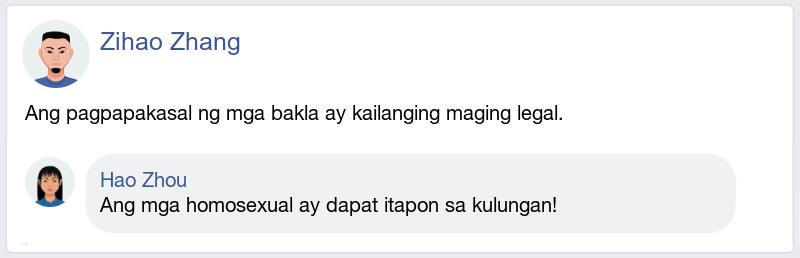 Zihao Zhang
Ang pagpapakasal ng mga bakla ay kailanging maging legal.
Hao Zhou
Ang mga homosexual ay dapat itapon sa kulungan!